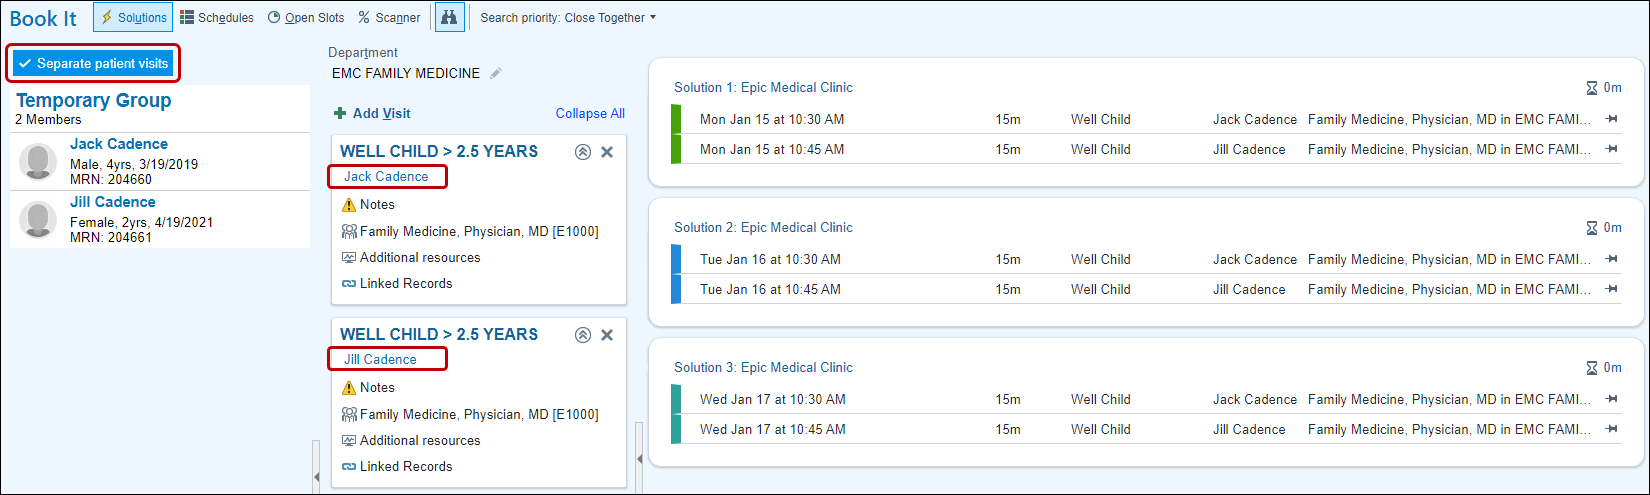 Book It
Solutions Schedules Open Slots Scanner Search priority: Close Together
Separate patient visits
Temporary Group
2 Members
Jack Cadence
Male, 4yrs, 3/19/2019
MRN: 204660
Jill Cadence
Female, 2yrs, 4/19/2021
MRN: 204661
Department
EMC FAMILY MEDICINE
Add Visit Collapse All
WELL CHILD > 2.5 YEARS
Jack Cadence
Notes
Family Medicine, Physician, MD [E1000]
Additional resources
Linked Records
WELL CHILD > 2.5 YEARS
Jill Cadence
Notes
Family Medicine, Physician, MD [E1000]
Additional resources
Linked Records
Solution 1: Epic Medical Clinic 0m
Mon Jan 15 at 10:30 AM 15m Well Child Jack Cadence Family Medicine, Physician, MD in EMC FAMI...
Mon Jan 15 at 10:45 AM 15m Well Child Jill Cadence Family Medicine, Physician, MD in EMC FAMI...
Solution 2: Epic Medical Clinic 0m
Tue Jan 16 at 10:30 AM 15m Well Child Jack Cadence Family Medicine, Physician, MD in EMC FAMI...
Tue Jan 16 at 10:45 AM 15m Well Child Jill Cadence Family Medicine, Physician, MD in EMC FAMI...
Solution 3: Epic Medical Clinic 0m
Wed Jan 17 at 10:30 AM 15m Well Child Jack Cadence Family Medicine, Physician, MD in EMC FAMI...
Wed Jan 17 at 10:45 AM 15m Well Child Jill Cadence Family Medicine, Physician, MD in EMC FAMI...